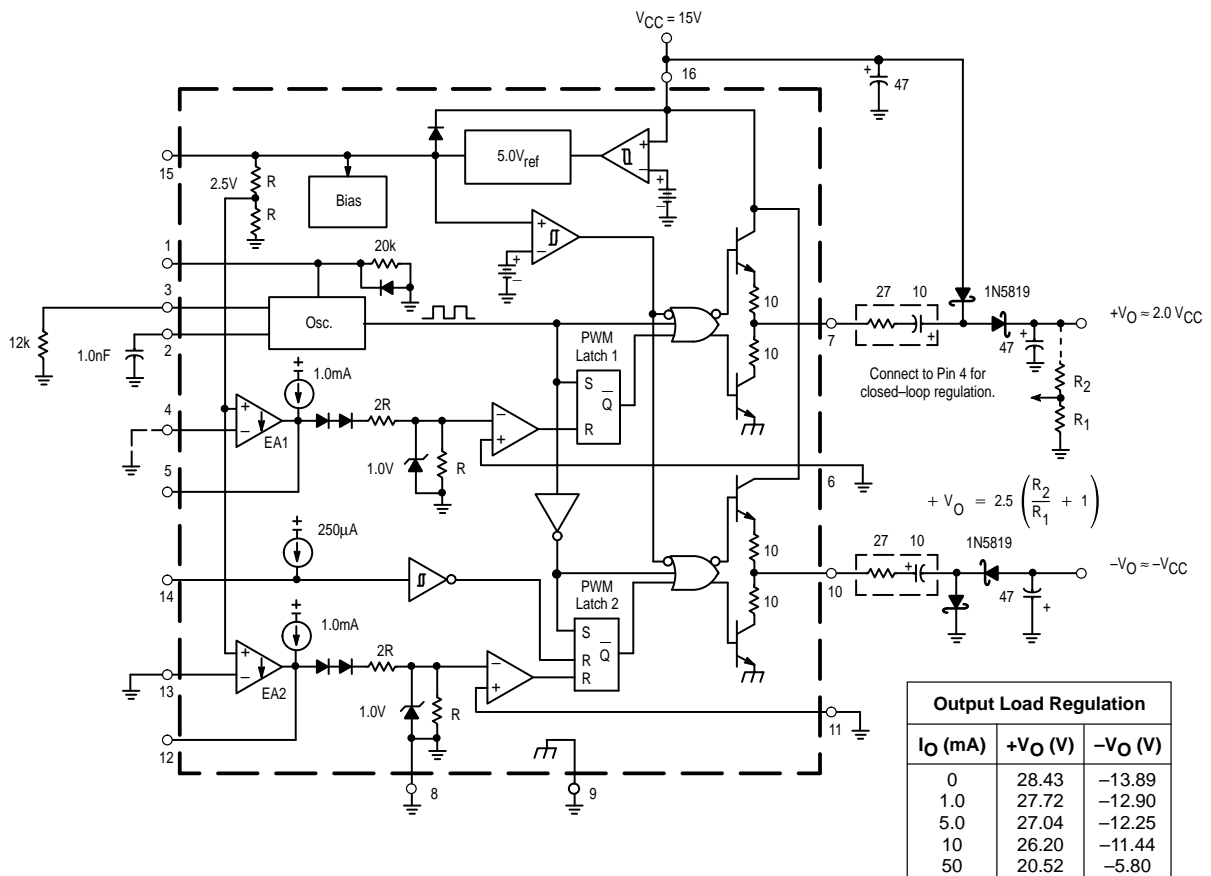 VCC = 15V
16
+
47
15
2.5V
R
R
Bias
5.0Vref
+
–
+
–
+
–
+
–
1
20k
3
Osc.
2
12k
1.0nF
10
10
7
27
10
+
1N5819
47
+
+VO ≈ 2.0 VCC
Connect to Pin 4 for
closed–loop regulation.
R2
R1
PWM
Latch 1
S
Q
R
+
1.0mA
4
+
–
EA1
2R
1.0V
R
–
+
5
6
+ VO = 2.5 ( R2 / R1 + 1 )
+
250µA
14
10
10
10
27
10
+
1N5819
47
+
–VO ≈ –VCC
PWM
Latch 2
S
R
R
Q
+
1.0mA
13
+
–
EA2
2R
1.0V
R
–
+
11
12
8
9
Output Load Regulation
IO (mA) +VO (V) –VO (V)
0 28.43 –13.89
1.0 27.72 –12.90
5.0 27.04 –12.25
10 26.20 –11.44
50 20.52 –5.80